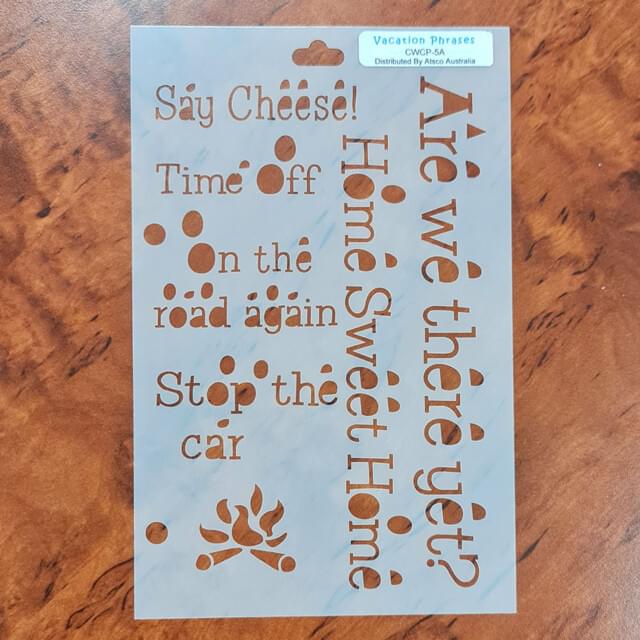 Vacation Phrases
CWCP-5A
Distributed By Atsco Australia
Say Cheese!
Time Off
On the
road again
Stop the
car
Home Sweet Home
Are we there yet?